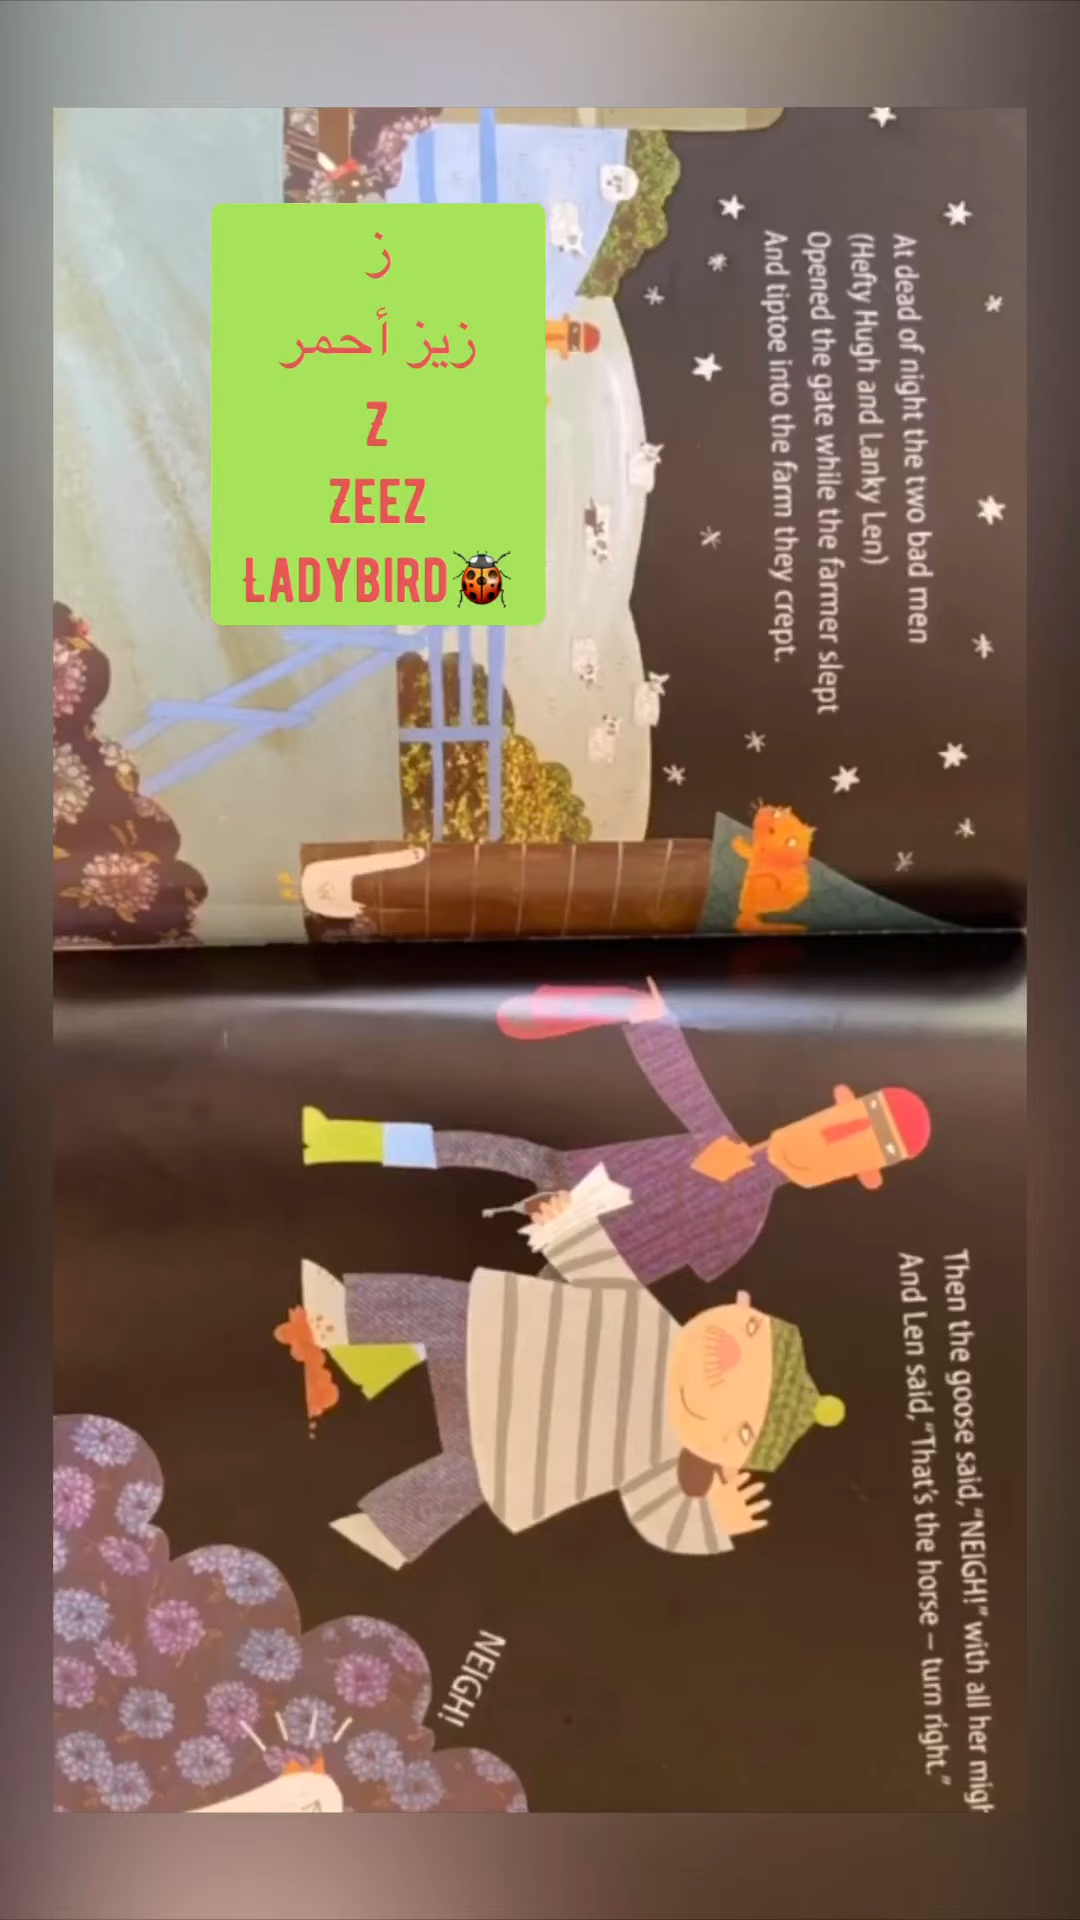 ز
زيز أحمر
Z
ZEEZ
LADYBIRD🐞
At dead of night the two bad men
(Hefty Hugh and Lanky Len)
Opened the gate while the farmer slept
And tiptoe into the farm they crept.
Then the goose said, “NEIGH!” with all her migh
And Len said, “That’s the horse – turn right.”
NEIGH!